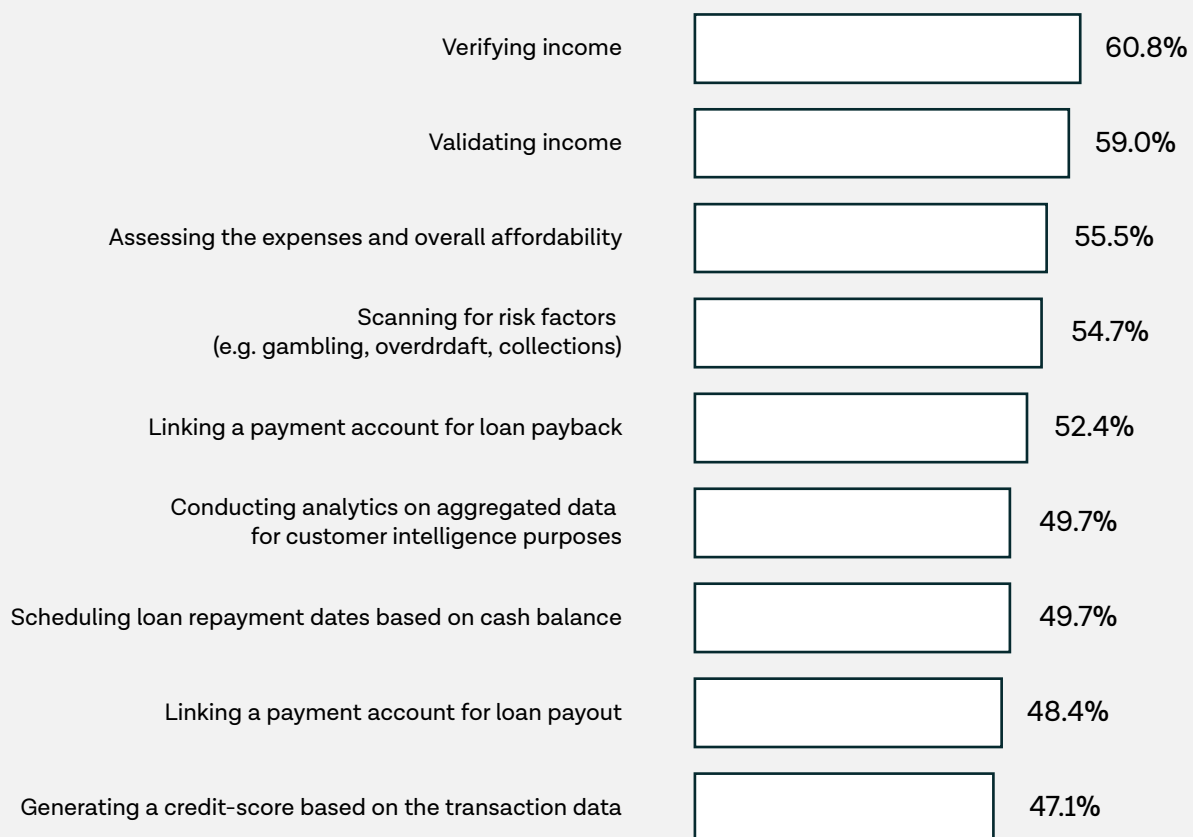 Verifying income 60.8%
Validating income 59.0%
Assessing the expenses and overall affordability 55.5%
Scanning for risk factors
(e.g. gambling, overdrdaft, collections) 54.7%
Linking a payment account for loan payback 52.4%
Conducting analytics on aggregated data
for customer intelligence purposes 49.7%
Scheduling loan repayment dates based on cash balance 49.7%
Linking a payment account for loan payout 48.4%
Generating a credit-score based on the transaction data 47.1%